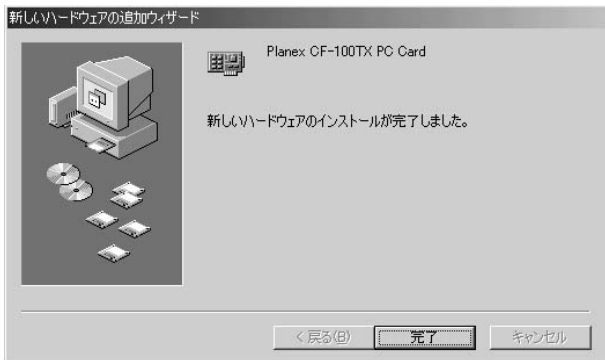 新しいハードウェアの追加ウィザード
Planex CF-100TX PC Card
新しいハードウェアのインストールが完了しました。
< 戻る(B)
完了
キャンセル